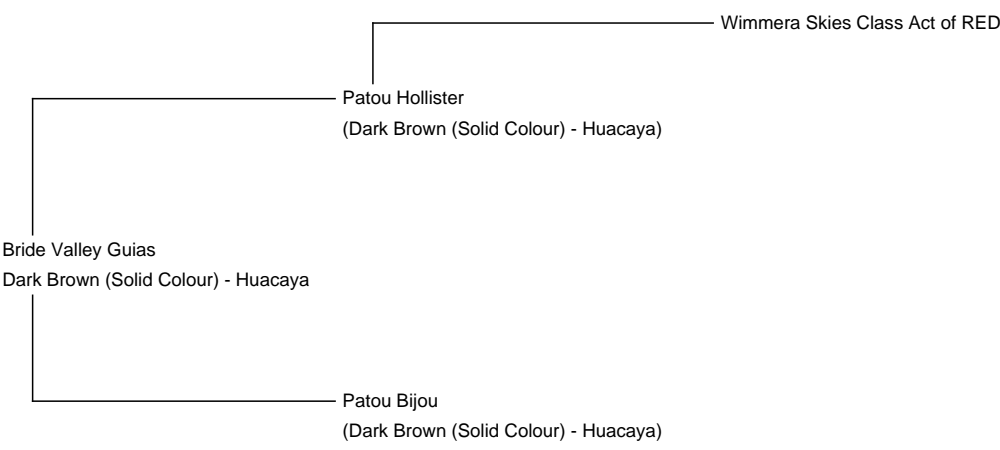 Wimmera Skies Class Act of RED
Patou Hollister
(Dark Brown (Solid Colour) - Huacaya)
Bride Valley Guias
Dark Brown (Solid Colour) - Huacaya
Patou Bijou
(Dark Brown (Solid Colour) - Huacaya)